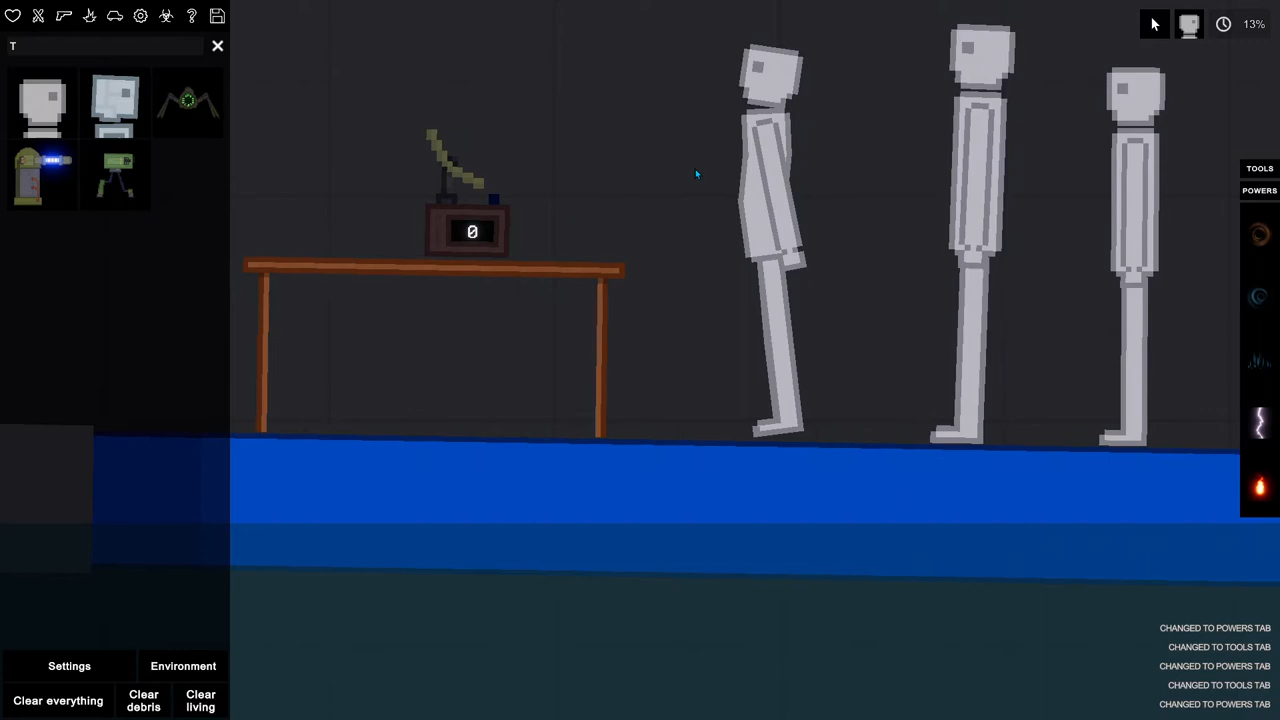 T
13%
0
TOOLS
POWERS
CHANGED TO POWERS TAB
CHANGED TO TOOLS TAB
CHANGED TO POWERS TAB
CHANGED TO TOOLS TAB
CHANGED TO POWERS TAB
Settings
Environment
Clear everything
Clear debris
Clear living